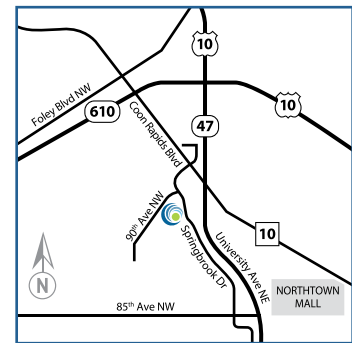 10
Foley Blvd NW
610
Coon Rapids Blvd
10
47
90th Ave NW
Springbrook Dr
10
University Ave NE
N
NORTHTOWN
MALL
85th Ave NW